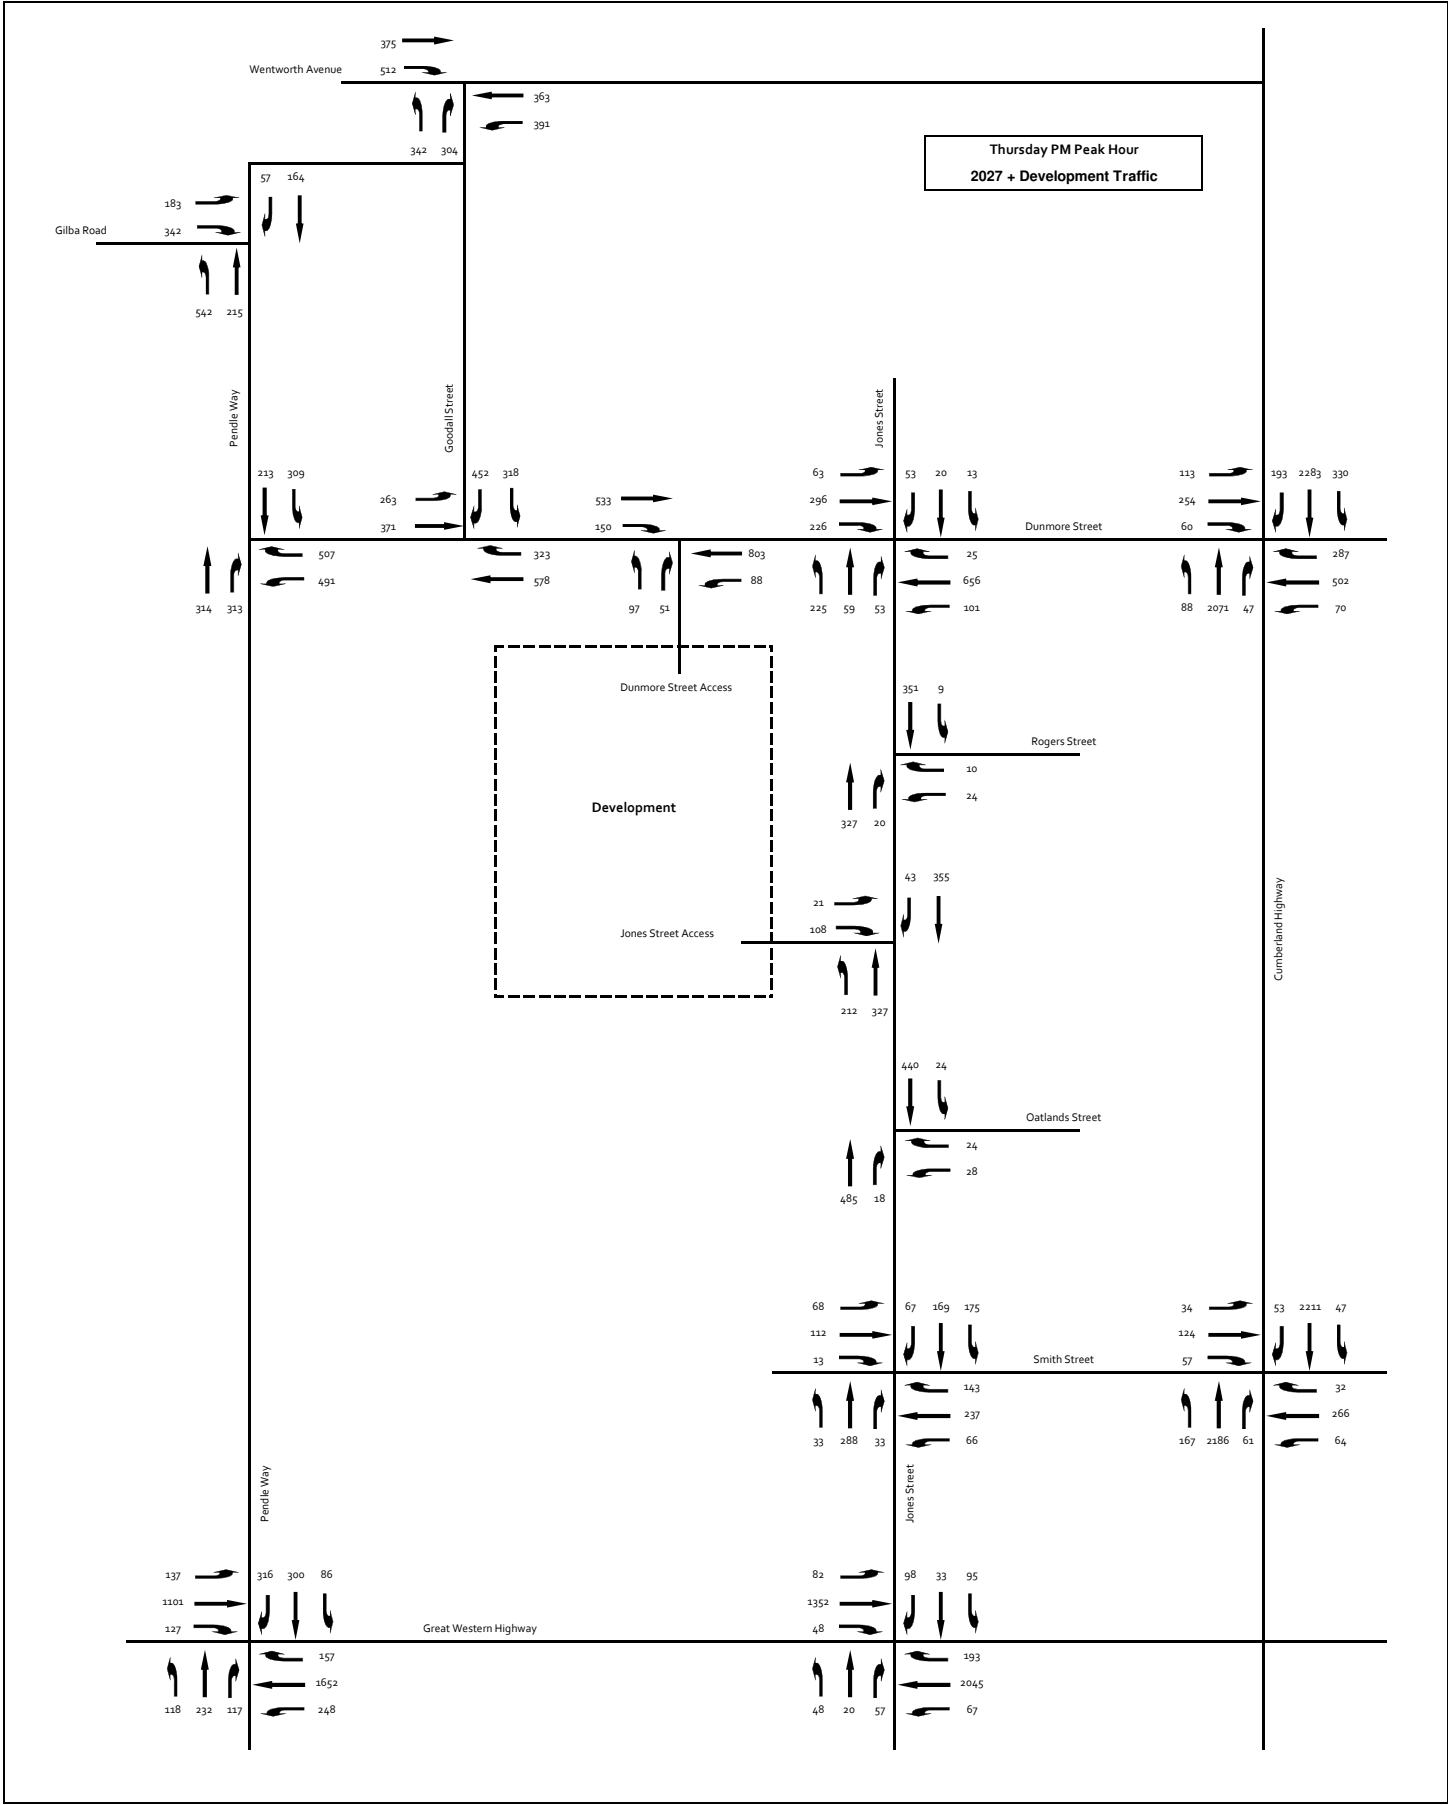 375
Wentworth Avenue 512
363
391
342 304
Thursday PM Peak Hour
2027 + Development Traffic
57 164
183
342
Gilba Road
542 215
Pendle Way
Goodall Street
Jones Street
213 309
263
371
452 318
533
150
63
296
226
53 20 13
Dunmore Street
113
254
60
193 2283 330
507
491
314 313
323
578
97 51
803
88
225 59 53
25
656
101
88 2071 47
287
502
70
Dunmore Street Access
351 9
Rogers Street
10
24
327 20
Development
43 355
21
108
Jones Street Access
212 327
Cumberland Highway
440 24
Oatlands Street
24
28
485 18
68
112
13
67 169 175
Smith Street
34
124
57
53 2211 47
143
237
66
33 288 33
32
266
64
167 2186 61
Pendle Way
Jones Street
137
1101
127
316 300 86
Great Western Highway
82
1352
48
98 33 95
157
1652
248
118 232 117
193
2045
67
48 20 57